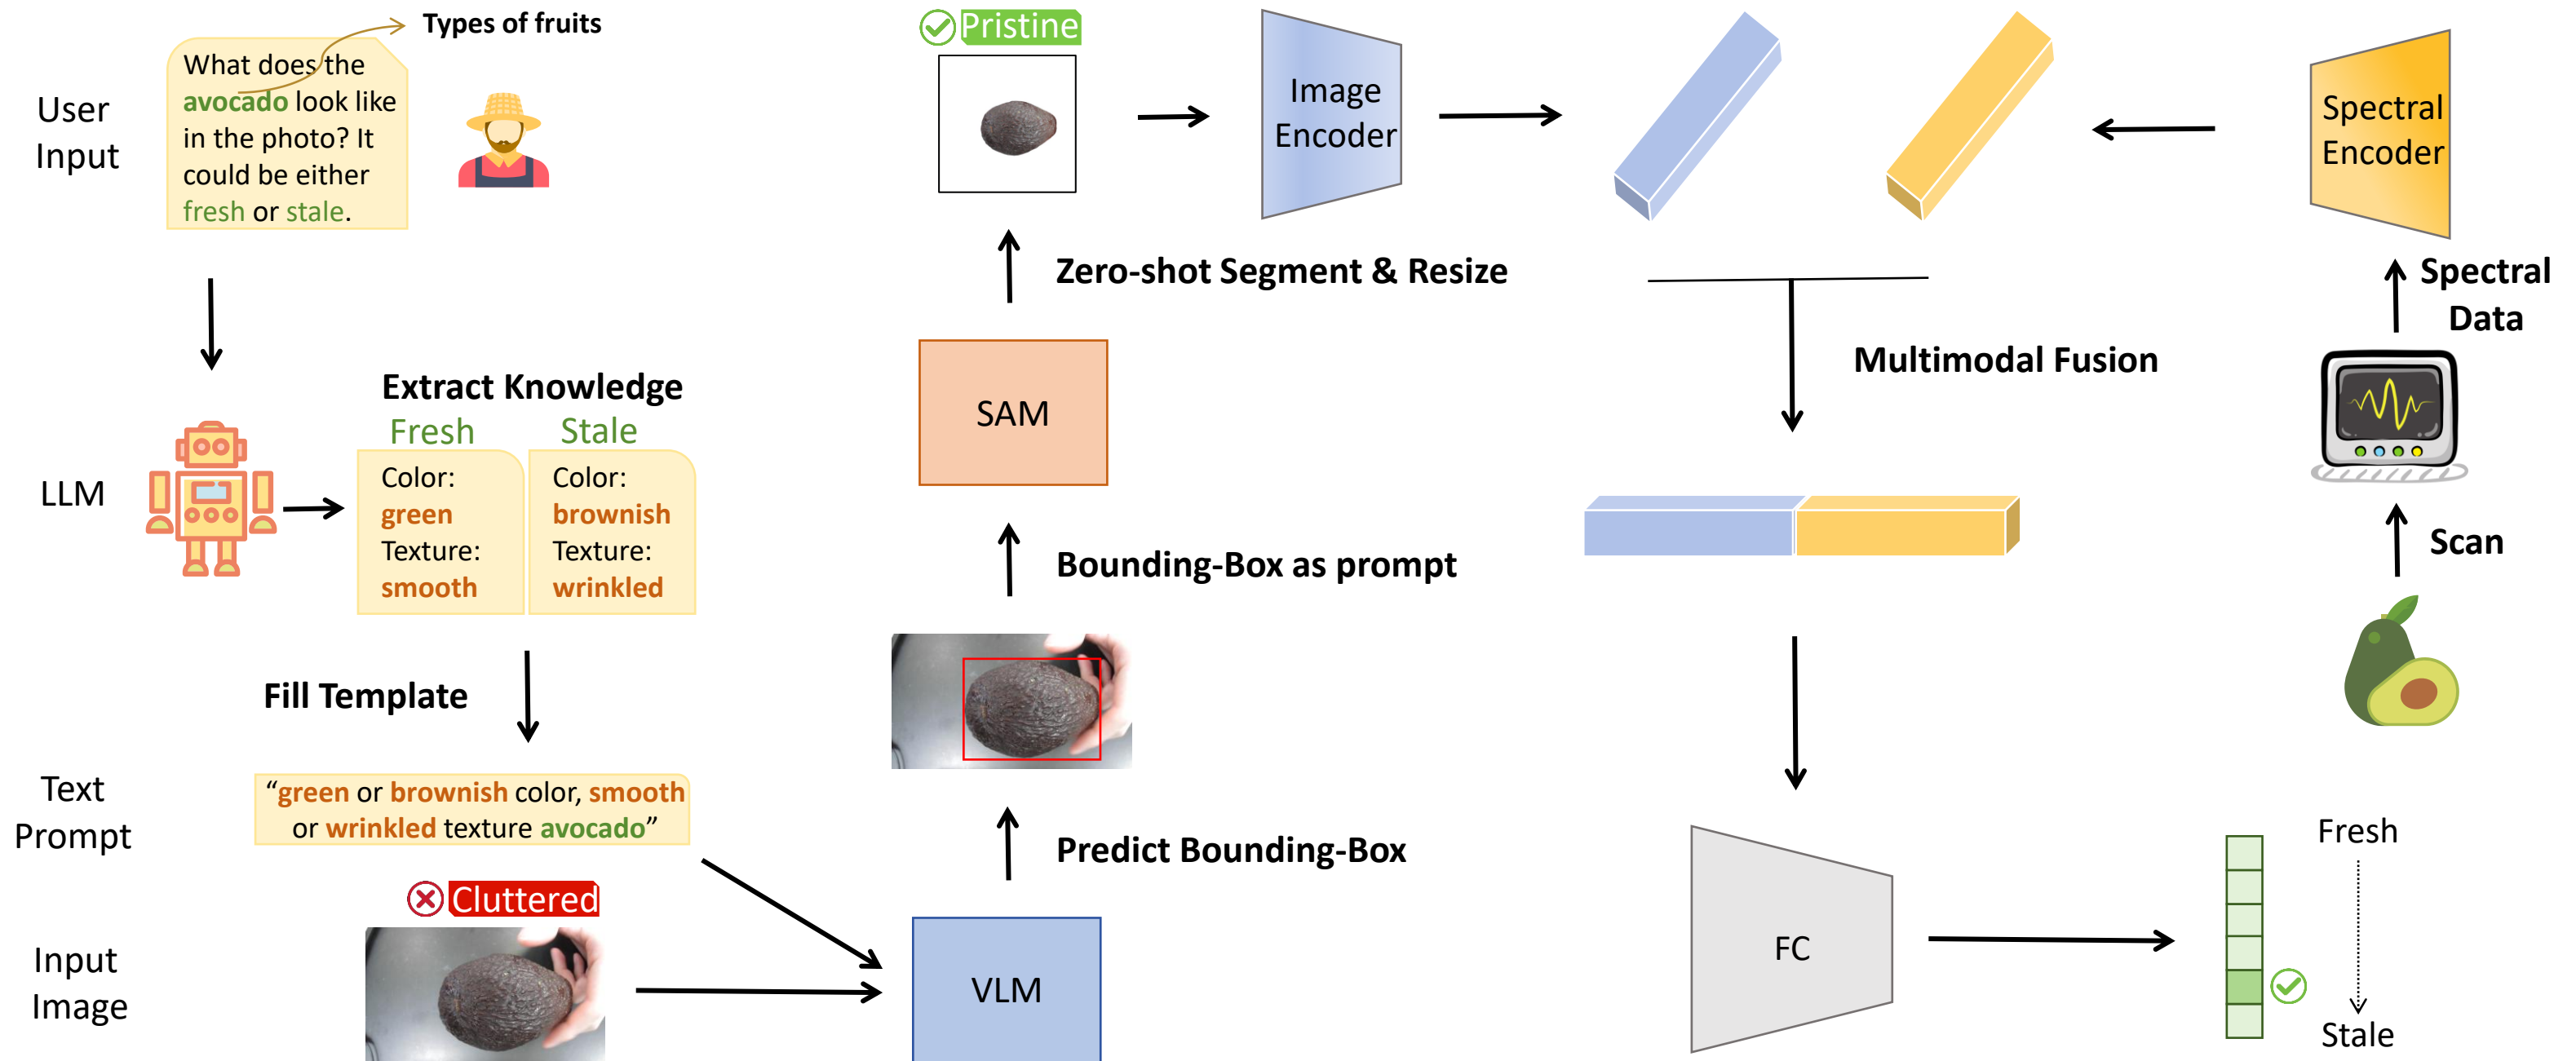 Types of fruits
User
Input
What does the
avocado look like
in the photo? It
could be either
fresh or stale.
LLM
Extract Knowledge
Fresh
Stale
Color:
green
Texture:
smooth
Color:
brownish
Texture:
wrinkled
Fill Template
Text
Prompt
“green or brownish color, smooth
or wrinkled texture avocado”
Cluttered
Input
Image
VLM
Predict Bounding-Box
Bounding-Box as prompt
SAM
Zero-shot Segment & Resize
Pristine
Image
Encoder
Spectral
Encoder
Spectral
Data
Scan
Multimodal Fusion
FC
Fresh
Stale